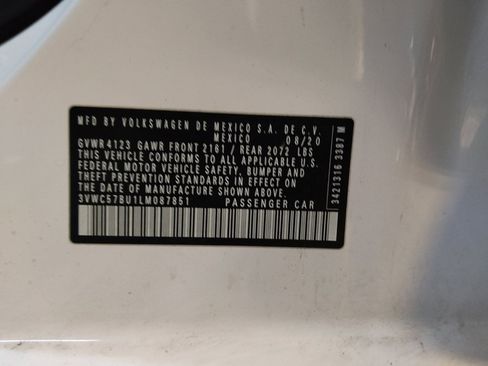 MFD BY VOLKSWAGEN DE MEXICO S.A. DE C.V.
MEXICO 08/20
GVWR 4123 GAWR FRONT 2161 / REAR 2072 LBS
THIS VEHICLE CONFORMS TO ALL APPLICABLE U.S.
FEDERAL MOTOR VEHICLE SAFETY, BUMPER AND
THEFT PREVENTION STANDARDS IN EFFECT ON THE
DATE OF MANUFACTURE SHOWN ABOVE.
3VWC57BU1LM087851 PASSENGER CAR
3421316 3387 M